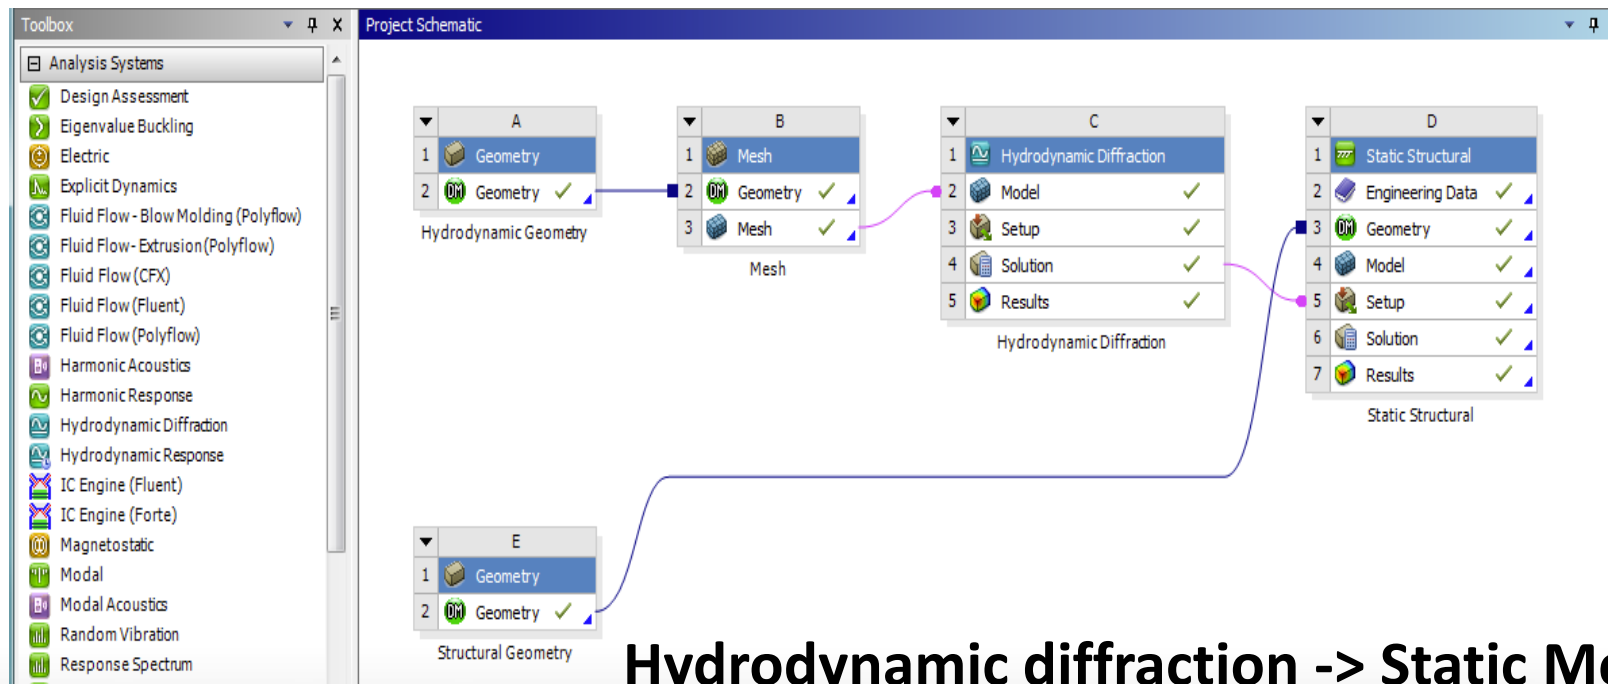 Toolbox
Project Schematic
Analysis Systems
Design Assessment
Eigenvalue Buckling
Electric
Explicit Dynamics
Fluid Flow - Blow Molding (Polyflow)
Fluid Flow- Extrusion (Polyflow)
Fluid Flow (CFX)
Fluid Flow (Fluent)
Fluid Flow (Polyflow)
Harmonic Acoustics
Harmonic Response
Hydrodynamic Diffraction
Hydrodynamic Response
IC Engine (Fluent)
IC Engine (Forte)
Magnetostatic
Modal
Modal Acoustics
Random Vibration
Response Spectrum
A
1 Geometry
2 DM Geometry
Hydrodynamic Geometry
B
1 Mesh
2 DM Geometry
3 Mesh
Mesh
C
1 Hydrodynamic Diffraction
2 Model
3 Setup
4 Solution
5 Results
Hydrodynamic Diffraction
D
1 Static Structural
2 Engineering Data
3 DM Geometry
4 Model
5 Setup
6 Solution
7 Results
Static Structural
E
1 Geometry
2 DM Geometry
Structural Geometry
Hydrodynamic diffraction -> Static